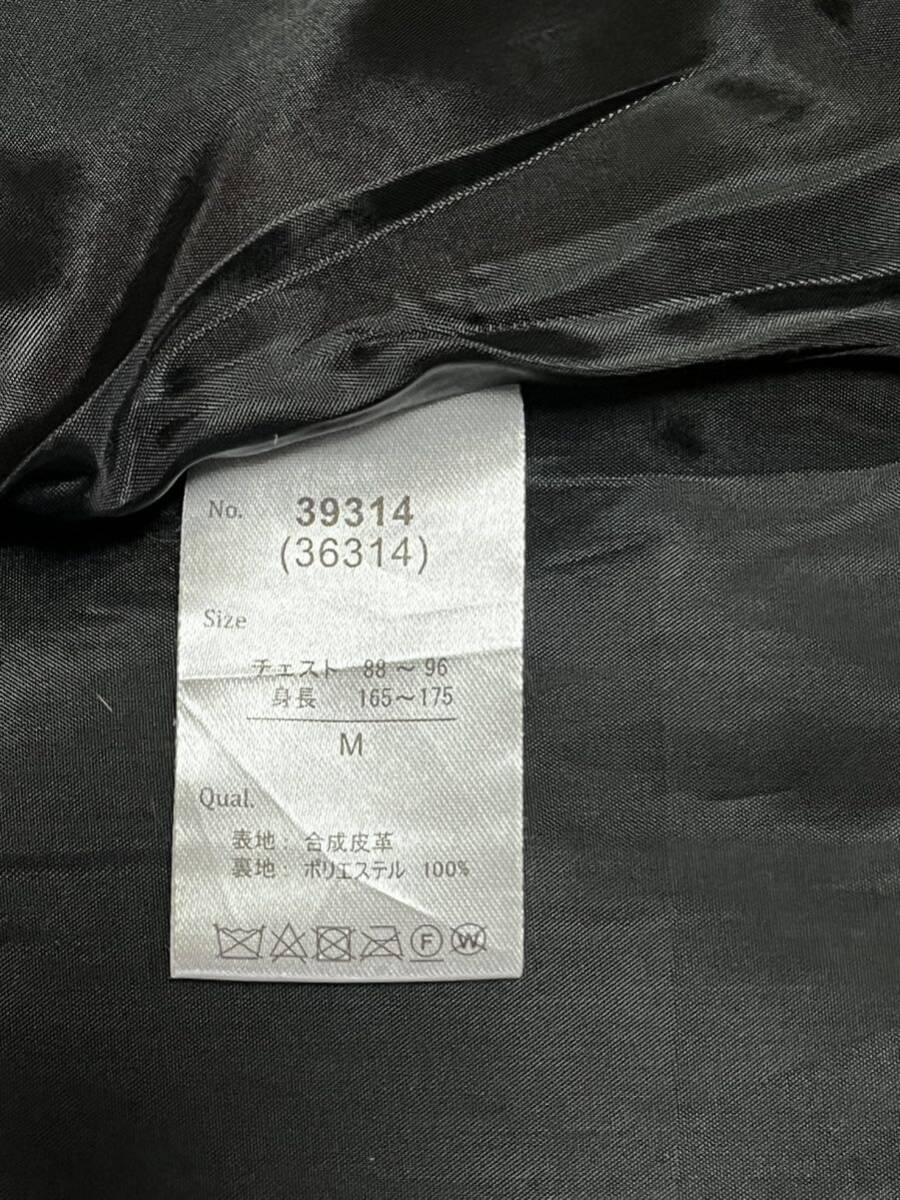 No. 39314
(36314)
Size
チェスト 88～96
身長 165～175
M
Qual.
表地: 合成皮革
裏地: ポリエステル 100%
F W